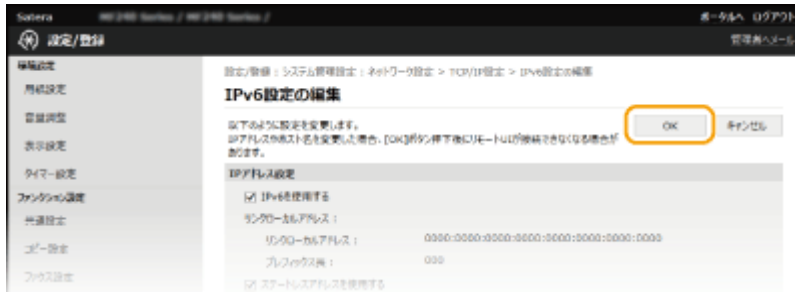 Satera MF240 Series / MF240 Series /
ポータルへ ログアウト
設定/登録
管理者へメール
環境設定
用紙設定
音量調整
表示設定
タイマー設定
ファンクション設定
共通設定
コピー設定
ファクス設定
設定/登録 : システム管理設定 : ネットワーク設定 > TCP/IP設定 > IPv6設定の編集
IPv6設定の編集
以下のように設定を変更します。
IPアドレスやホスト名を変更した場合、[OK]ボタン押下後にリモートUIが接続できなくなる場合が
あります。
OK キャンセル
IPアドレス設定
IPv6を使用する
リンクローカルアドレス :
リンクローカルアドレス : 0000:0000:0000:0000:0000:0000:0000:0000
プレフィックス長 : 000
ステートレスアドレスを使用する